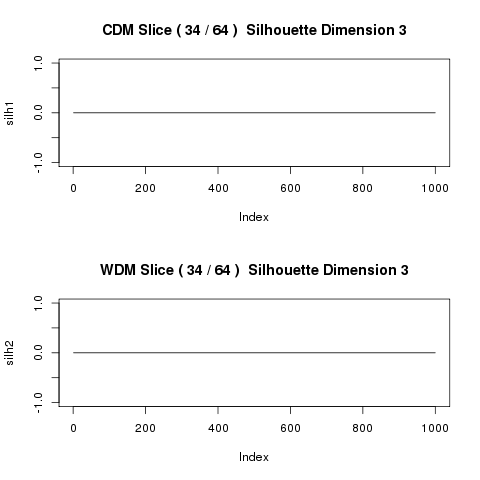 CDM Slice ( 34 / 64 )  Silhouette Dimension 3
silh1
1.0
0.0
-1.0
0 200 400 600 800 1000
Index
WDM Slice ( 34 / 64 )  Silhouette Dimension 3
silh2
1.0
0.0
-1.0
0 200 400 600 800 1000
Index